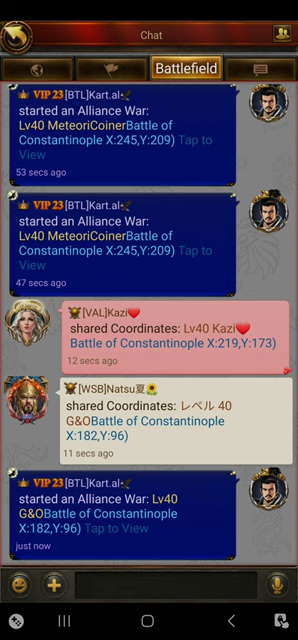 Chat
Battlefield
VIP 23 [BTL]Kart.al
started an Alliance War:
Lv40 MeteoriCoinerBattle of
Constantinople X:245,Y:209) Tap to
View
53 secs ago
VIP 23 [BTL]Kart.al
started an Alliance War:
Lv40 MeteoriCoinerBattle of
Constantinople X:245,Y:209) Tap to
View
47 secs ago
[VAL]Kazi❤️
shared Coordinates: Lv40 Kazi❤️
Battle of Constantinople X:219,Y:173)
12 secs ago
[WSB]Natsu夏🌻
shared Coordinates: レベル 40
G&OBattle of Constantinople
X:182,Y:96)
11 secs ago
VIP 23 [BTL]Kart.al
started an Alliance War: Lv40
G&OBattle of Constantinople
X:182,Y:96) Tap to View
just now